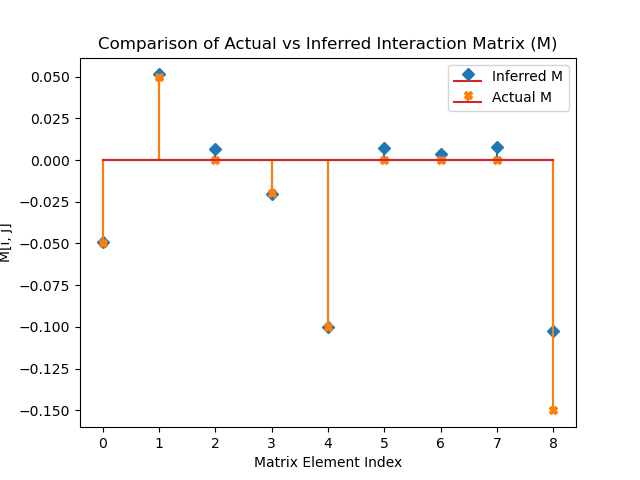 Comparison of Actual vs Inferred Interaction Matrix (M)
Inferred M
Actual M
0.050
0.025
0.000
−0.025
−0.050
−0.075
−0.100
−0.125
−0.150
M[i, j]
0 1 2 3 4 5 6 7 8
Matrix Element Index